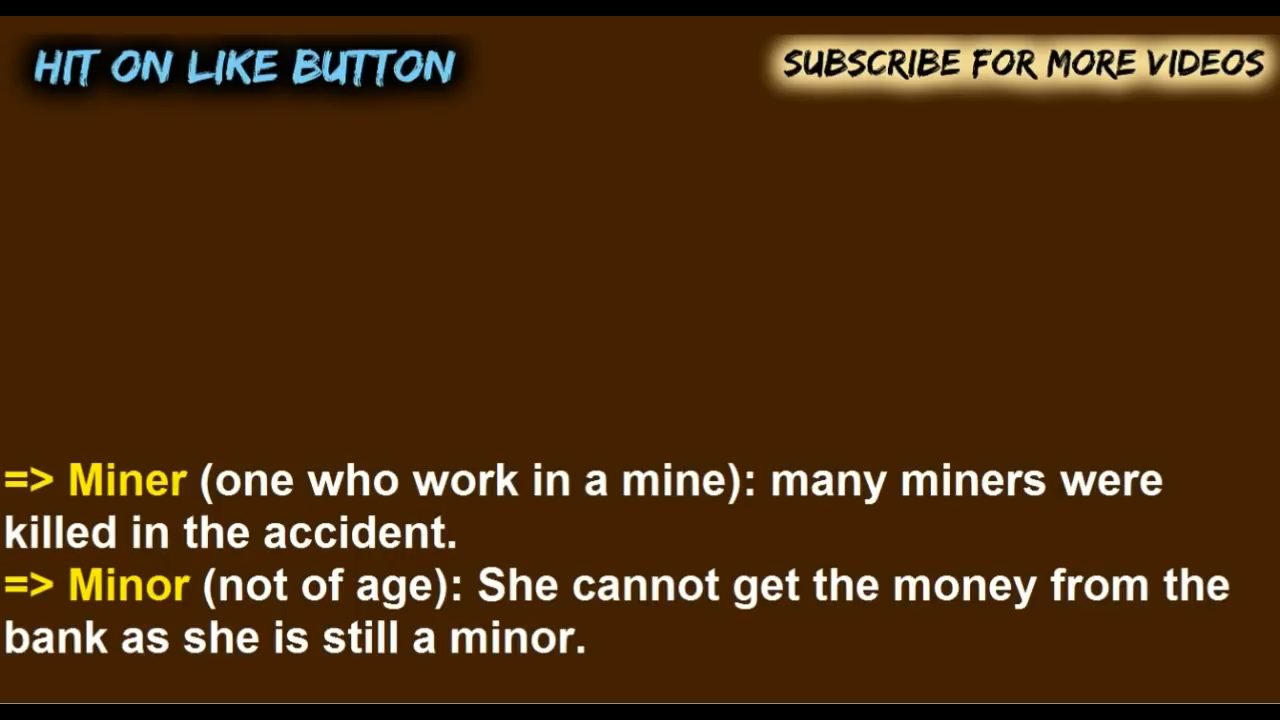 HIT ON LIKE BUTTON
SUBSCRIBE FOR MORE VIDEOS
=> Miner (one who work in a mine): many miners were
killed in the accident.
=> Minor (not of age): She cannot get the money from the
bank as she is still a minor.